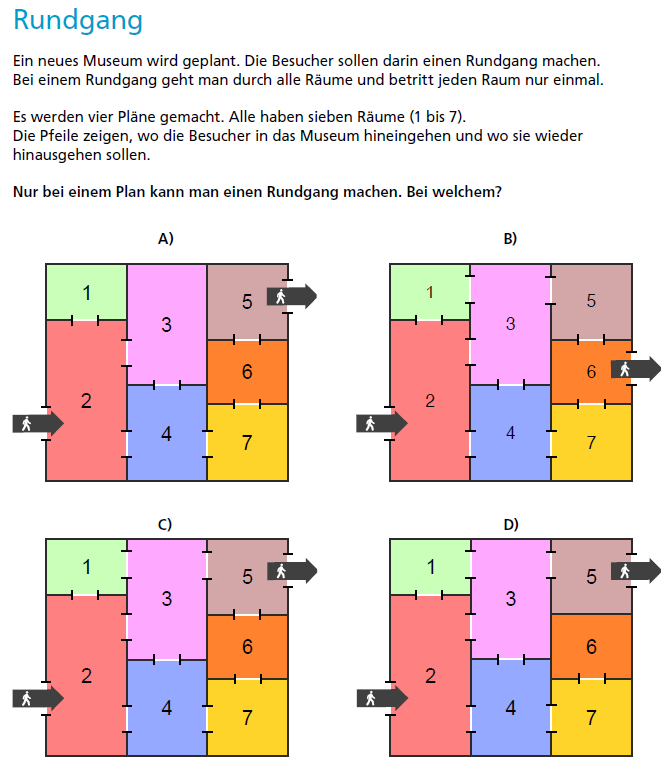 Rundgang
Ein neues Museum wird geplant. Die Besucher sollen darin einen Rundgang machen.
Bei einem Rundgang geht man durch alle Räume und betritt jeden Raum nur einmal.
Es werden vier Pläne gemacht. Alle haben sieben Räume (1 bis 7).
Die Pfeile zeigen, wo die Besucher in das Museum hineingehen und wo sie wieder
hinausgehen sollen.
Nur bei einem Plan kann man einen Rundgang machen. Bei welchem?
A)
1
2
3
4
5
6
7
B)
1
2
3
4
5
6
7
C)
1
2
3
4
5
6
7
D)
1
2
3
4
5
6
7